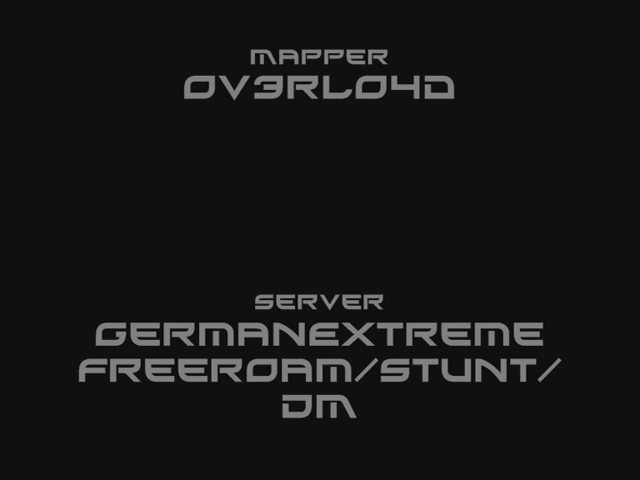 MAPPER
OV3RLO4D
SERVER
GERMANEXTREME
FREEROAM/STUNT/
DM